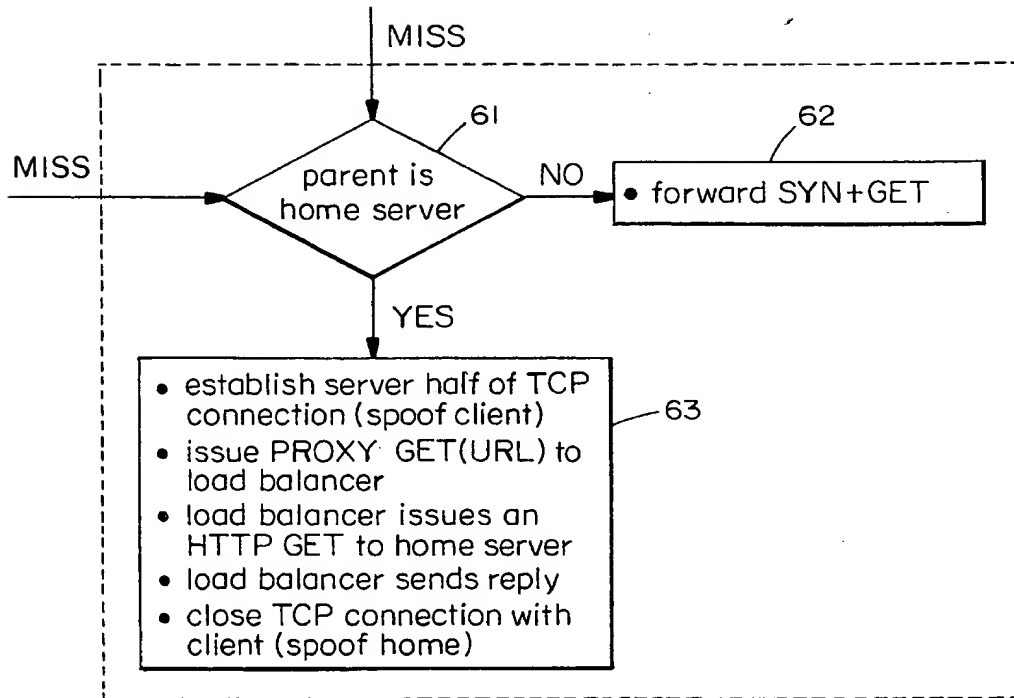 MISS
61
62
MISS
parent is
home server
NO
• forward SYN+GET
YES
• establish server half of TCP
connection (spoof client)
• issue PROXY GET(URL) to
load balancer
• load balancer issues an
HTTP GET to home server
• load balancer sends reply
• close TCP connection with
client (spoof home)
63